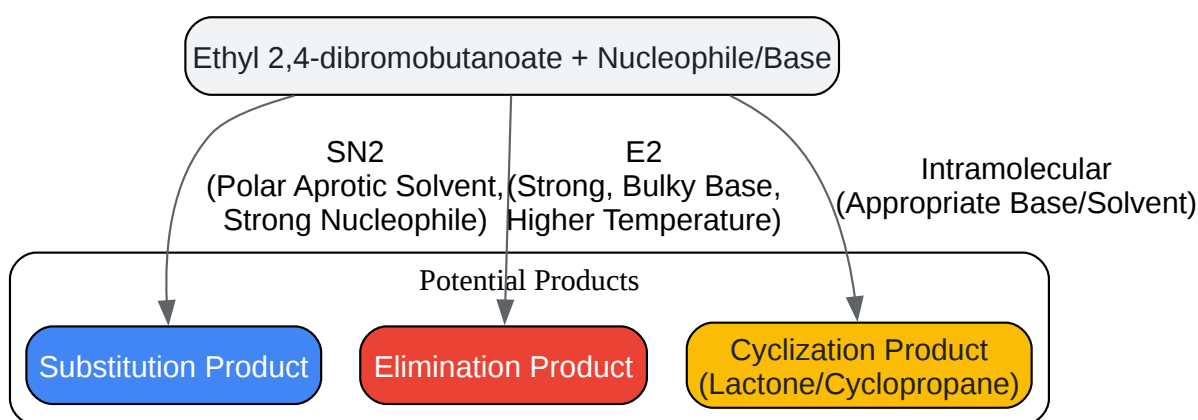 Ethyl 2,4-dibromobutanoate + Nucleophile/Base
SN2
(Polar Aprotic Solvent,
Strong Nucleophile)
E2
(Strong, Bulky Base,
Higher Temperature)
Intramolecular
(Appropriate Base/Solvent)
Potential Products
Substitution Product
Elimination Product
Cyclization Product
(Lactone/Cyclopropane)